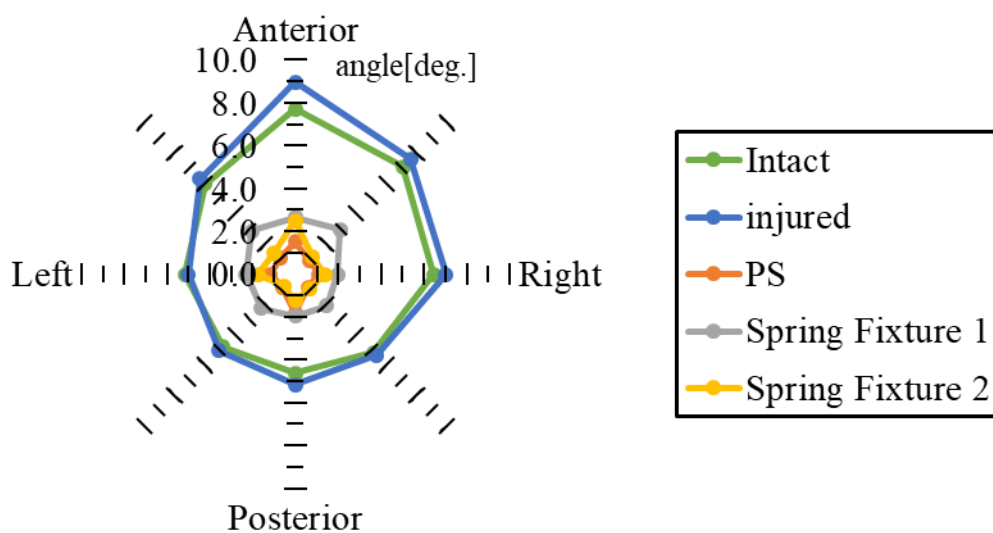 Anterior
10.0
angle[deg.]
8.0
6.0
4.0
2.0
Left
0.0
Right
Posterior
Intact
injured
PS
Spring Fixture 1
Spring Fixture 2